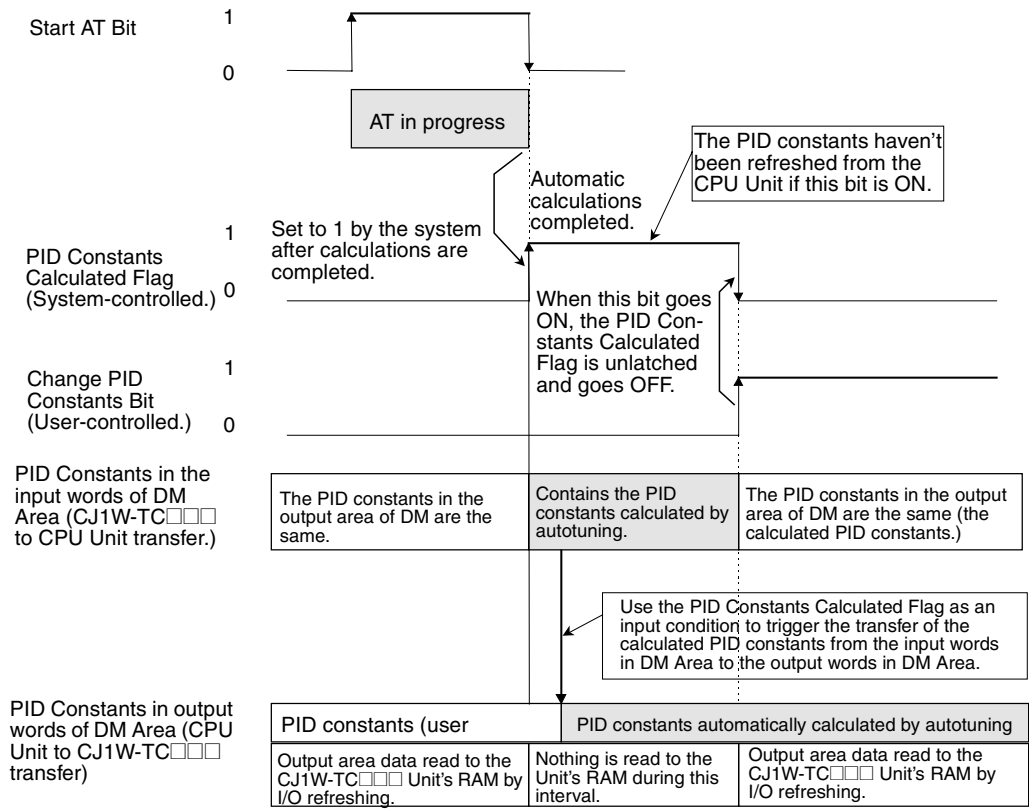 Start AT Bit
1
0
AT in progress
The PID constants haven't
been refreshed from the
CPU Unit if this bit is ON.
Automatic
calculations
completed.
Set to 1 by the system
after calculations are
completed.
PID Constants
Calculated Flag
(System-controlled.)
1
0
When this bit goes
ON, the PID Con-
stants Calculated
Flag is unlatched
and goes OFF.
Change PID
Constants Bit
(User-controlled.)
1
0
PID Constants in the
input words of DM
Area (CJ1W-TC□□□
to CPU Unit transfer.)
The PID constants in the
output area of DM are the
same.
Contains the PID
constants calculated by
autotuning.
The PID constants in the output
area of DM are the same (the
calculated PID constants.)
Use the PID Constants Calculated Flag as an
input condition to trigger the transfer of the
calculated PID constants from the input words
in DM Area to the output words in DM Area.
PID Constants in output
words of DM Area (CPU
Unit to CJ1W-TC□□□
transfer)
PID constants (user
PID constants automatically calculated by autotuning
Output area data read to the
CJ1W-TC□□□ Unit's RAM by
I/O refreshing.
Nothing is read to the
Unit's RAM during this
interval.
Output area data read to the
CJ1W-TC□□□ Unit's RAM by
I/O refreshing.